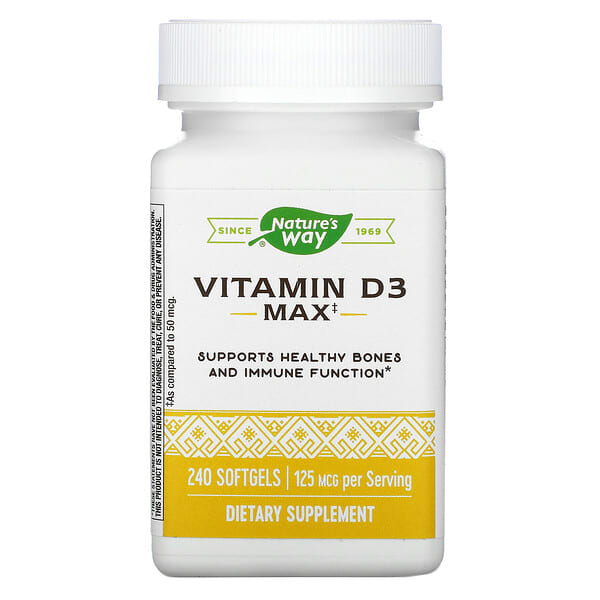 SINCE Nature's Way® 1969
VITAMIN D3
MAX‡
SUPPORTS HEALTHY BONES
AND IMMUNE FUNCTION*
240 SOFTGELS | 125 MCG per Serving
DIETARY SUPPLEMENT
*THESE STATEMENTS HAVE NOT BEEN EVALUATED BY THE FOOD & DRUG ADMINISTRATION.
THIS PRODUCT IS NOT INTENDED TO DIAGNOSE, TREAT, CURE, OR PREVENT ANY DISEASE.
‡As compared to 50 mcg.